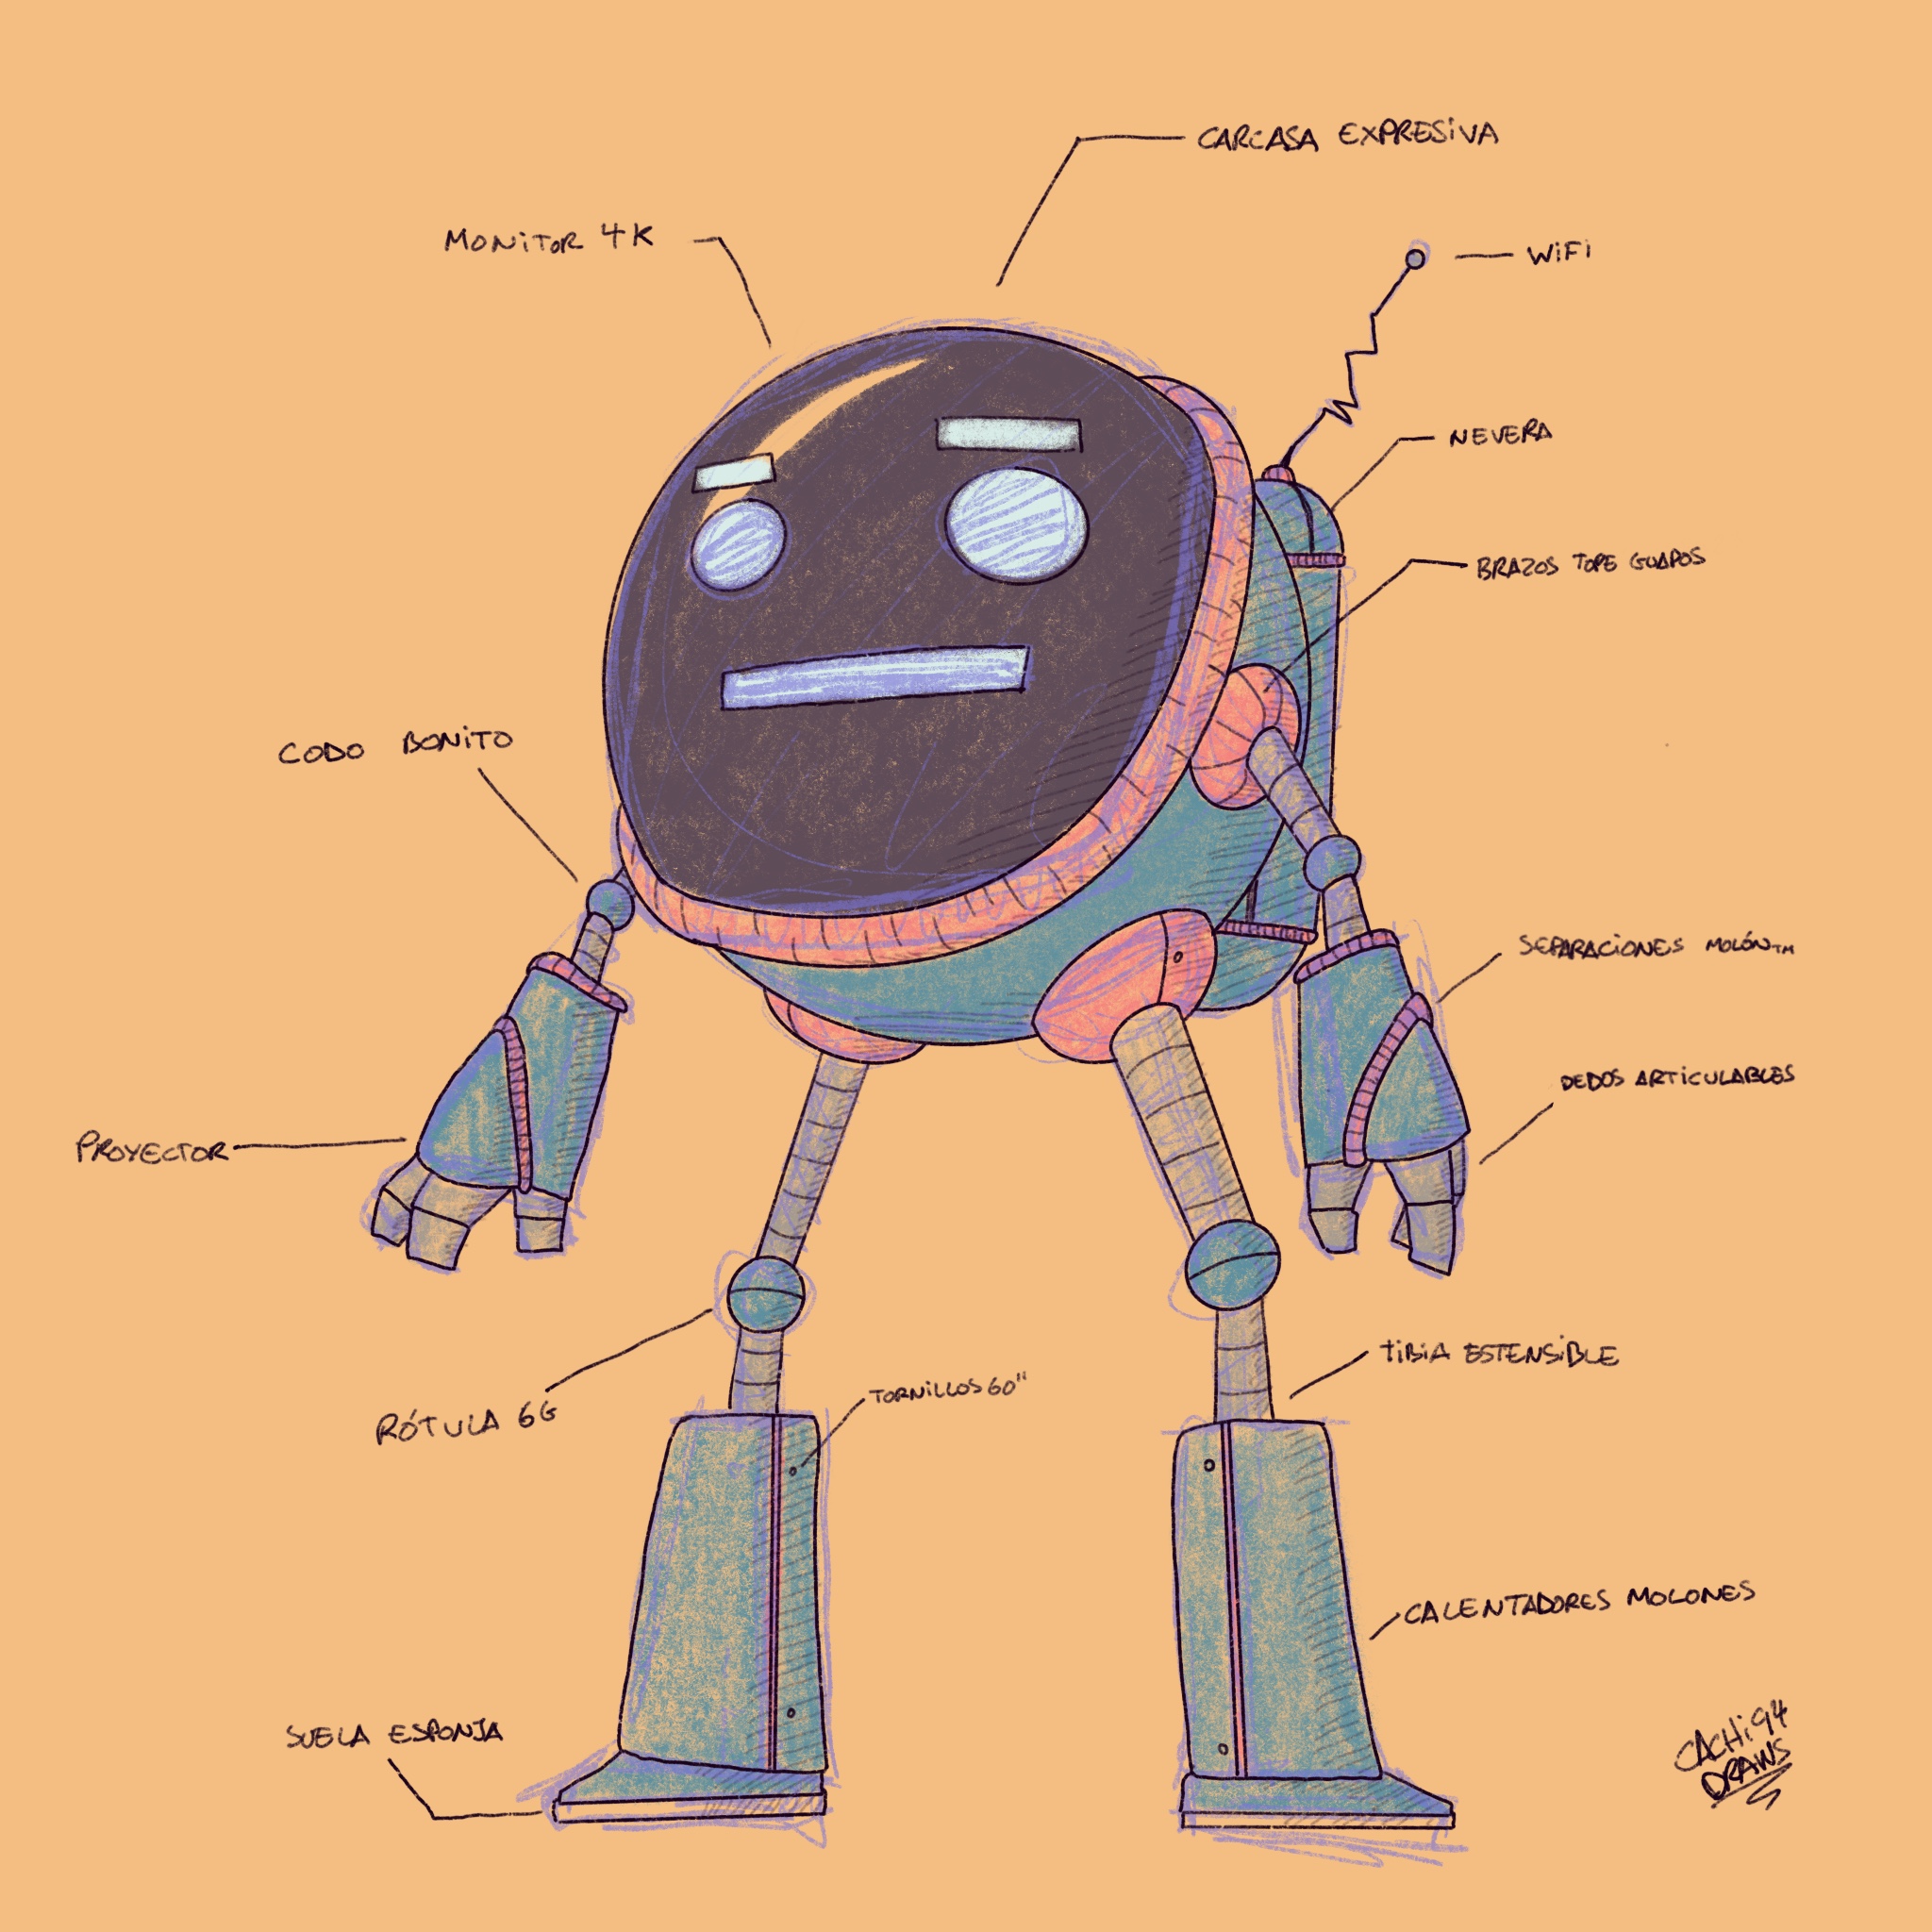 CARCASA EXPRESIVA
MONITOR 4K
WIFI
NEVERA
BRAZOS TOPE GUAPOS
CODO BONITO
SEPARACIONES MOLÓN™
DEDOS ARTICULABLES
PROYECTOR
TIBIA ESTENSIBLE
TORNILLOS 60"
RÓTULA 6G
CALENTADORES MOLONES
SUELA ESPONJA
CACHI94
DRAWS